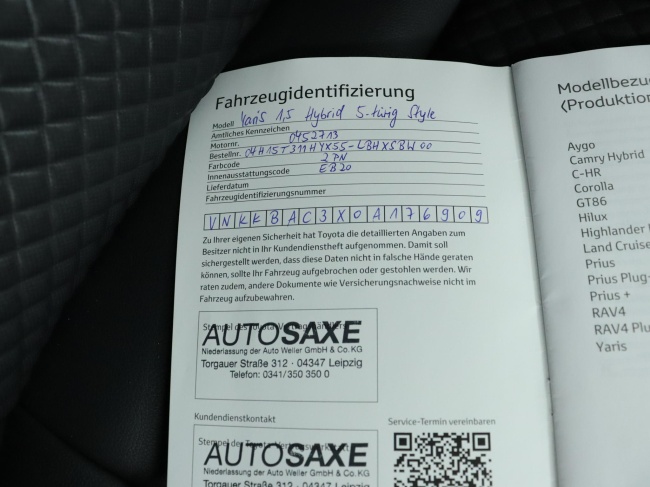 Fahrzeugidentifizierung
Modell Yaris 1,5 Hybrid 5-türig Style
Amtliches Kennzeichen
Motornr. 0452713
Bestellnr. 04H15T311HYX55-LBHXSBW00
Farbcode 2PN
Innenausstattungscode EB20
Lieferdatum
Fahrzeugidentifizierungsnummer
VNKKBAC3X0A176909
Zu Ihrer eigenen Sicherheit hat Toyota die detaillierten Angaben zum
Besitzer nicht in Ihr Kundendienstheft aufgenommen. Damit soll
sichergestellt werden, dass diese Daten nicht in falsche Hände geraten
können, sollte Ihr Fahrzeug aufgebrochen oder gestohlen werden. Wir
raten zudem, andere Dokumente wie Versicherungsnachweise nicht im
Fahrzeug aufzubewahren.
AUTOSAXE
Niederlassung der Auto Weller GmbH & Co. KG
Torgauer Straße 312 · 04347 Leipzig
Telefon: 0341/350 350 0
Kundendienstkontakt
Service-Termin vereinbaren
AUTOSAXE
Niederlassung der Auto Weller GmbH & Co. KG
Torgauer Straße 312 · 04347 Leipzig
Modellbezu
(Produktion
Aygo
Camry Hybrid
C-HR
Corolla
GT86
Hilux
Highlander
Land Cruise
Prius
Prius Plug-
Prius +
RAV4
RAV4 Plu
Yaris